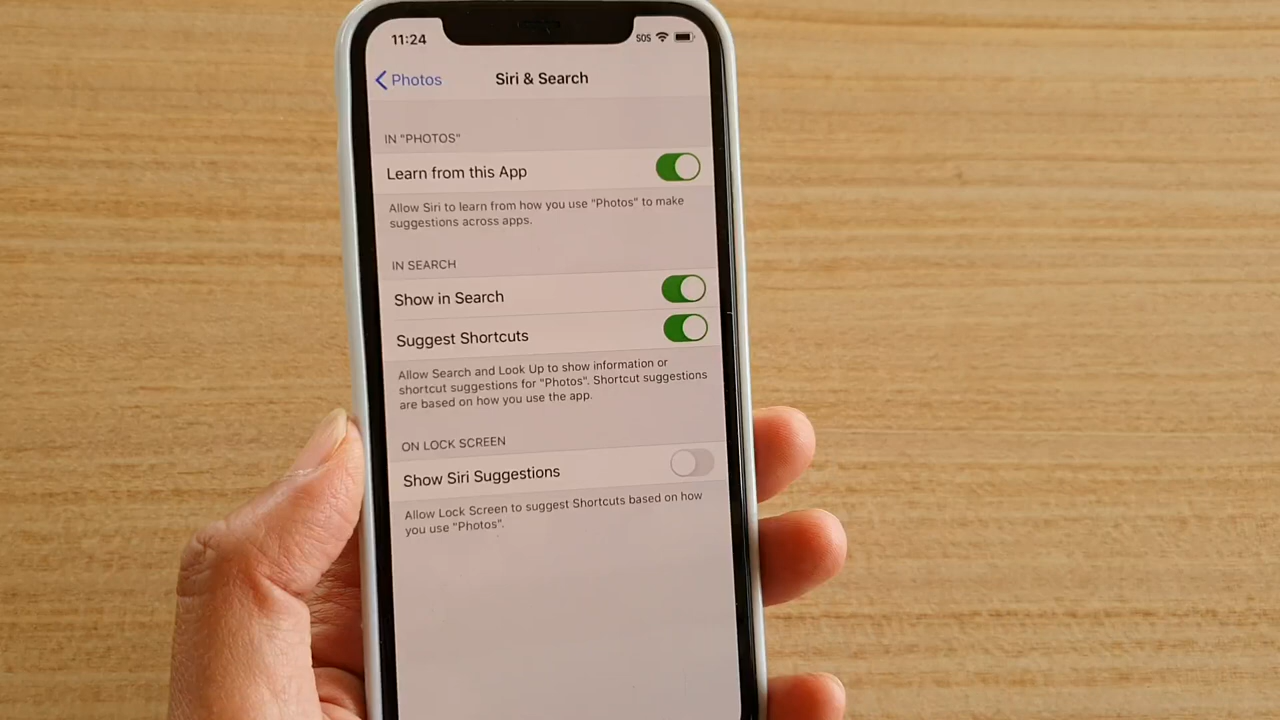 11:24
SOS
Photos
Siri & Search
IN "PHOTOS"
Learn from this App
Allow Siri to learn from how you use "Photos" to make
suggestions across apps.
IN SEARCH
Show in Search
Suggest Shortcuts
Allow Search and Look Up to show information or
shortcut suggestions for "Photos". Shortcut suggestions
are based on how you use the app.
ON LOCK SCREEN
Show Siri Suggestions
Allow Lock Screen to suggest Shortcuts based on how
you use "Photos".